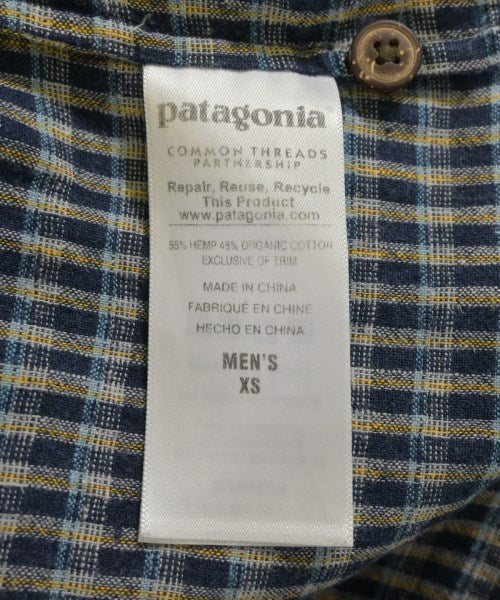 patagonia
COMMON THREADS
PARTNERSHIP
Repair, Reuse, Recycle
This Product
www.patagonia.com
55% HEMP 45% ORGANIC COTTON
EXCLUSIVE OF TRIM
MADE IN CHINA
FABRIQUÉ EN CHINE
HECHO EN CHINA
MEN'S
XS